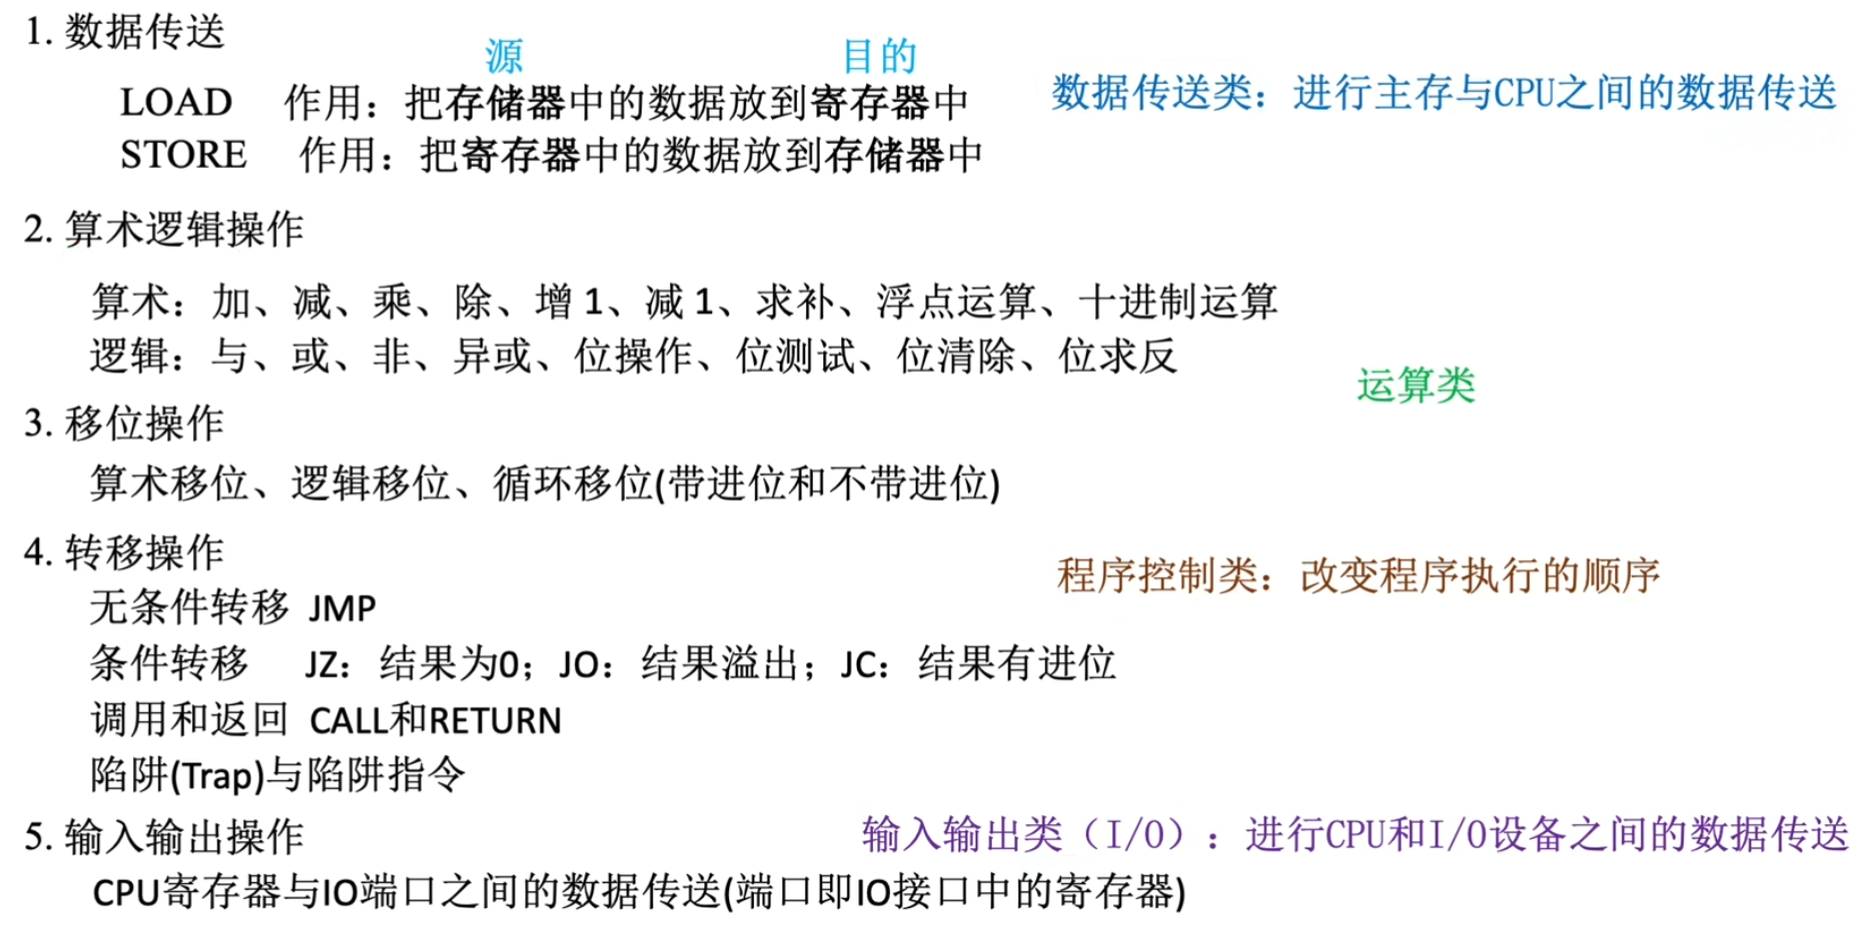 1. 数据传送
源 目的
LOAD 作用：把存储器中的数据放到寄存器中
数据传送类：进行主存与CPU之间的数据传送
STORE 作用：把寄存器中的数据放到存储器中
2. 算术逻辑操作
算术：加、减、乘、除、增 1、减 1、求补、浮点运算、十进制运算
逻辑：与、或、非、异或、位操作、位测试、位清除、位求反
运算类
3. 移位操作
算术移位、逻辑移位、循环移位(带进位和不带进位)
4. 转移操作
程序控制类：改变程序执行的顺序
无条件转移 JMP
条件转移 JZ：结果为0；JO：结果溢出；JC：结果有进位
调用和返回 CALL和RETURN
陷阱(Trap)与陷阱指令
5. 输入输出操作
输入输出类（I/O）：进行CPU和I/O设备之间的数据传送
CPU寄存器与IO端口之间的数据传送(端口即IO接口中的寄存器)